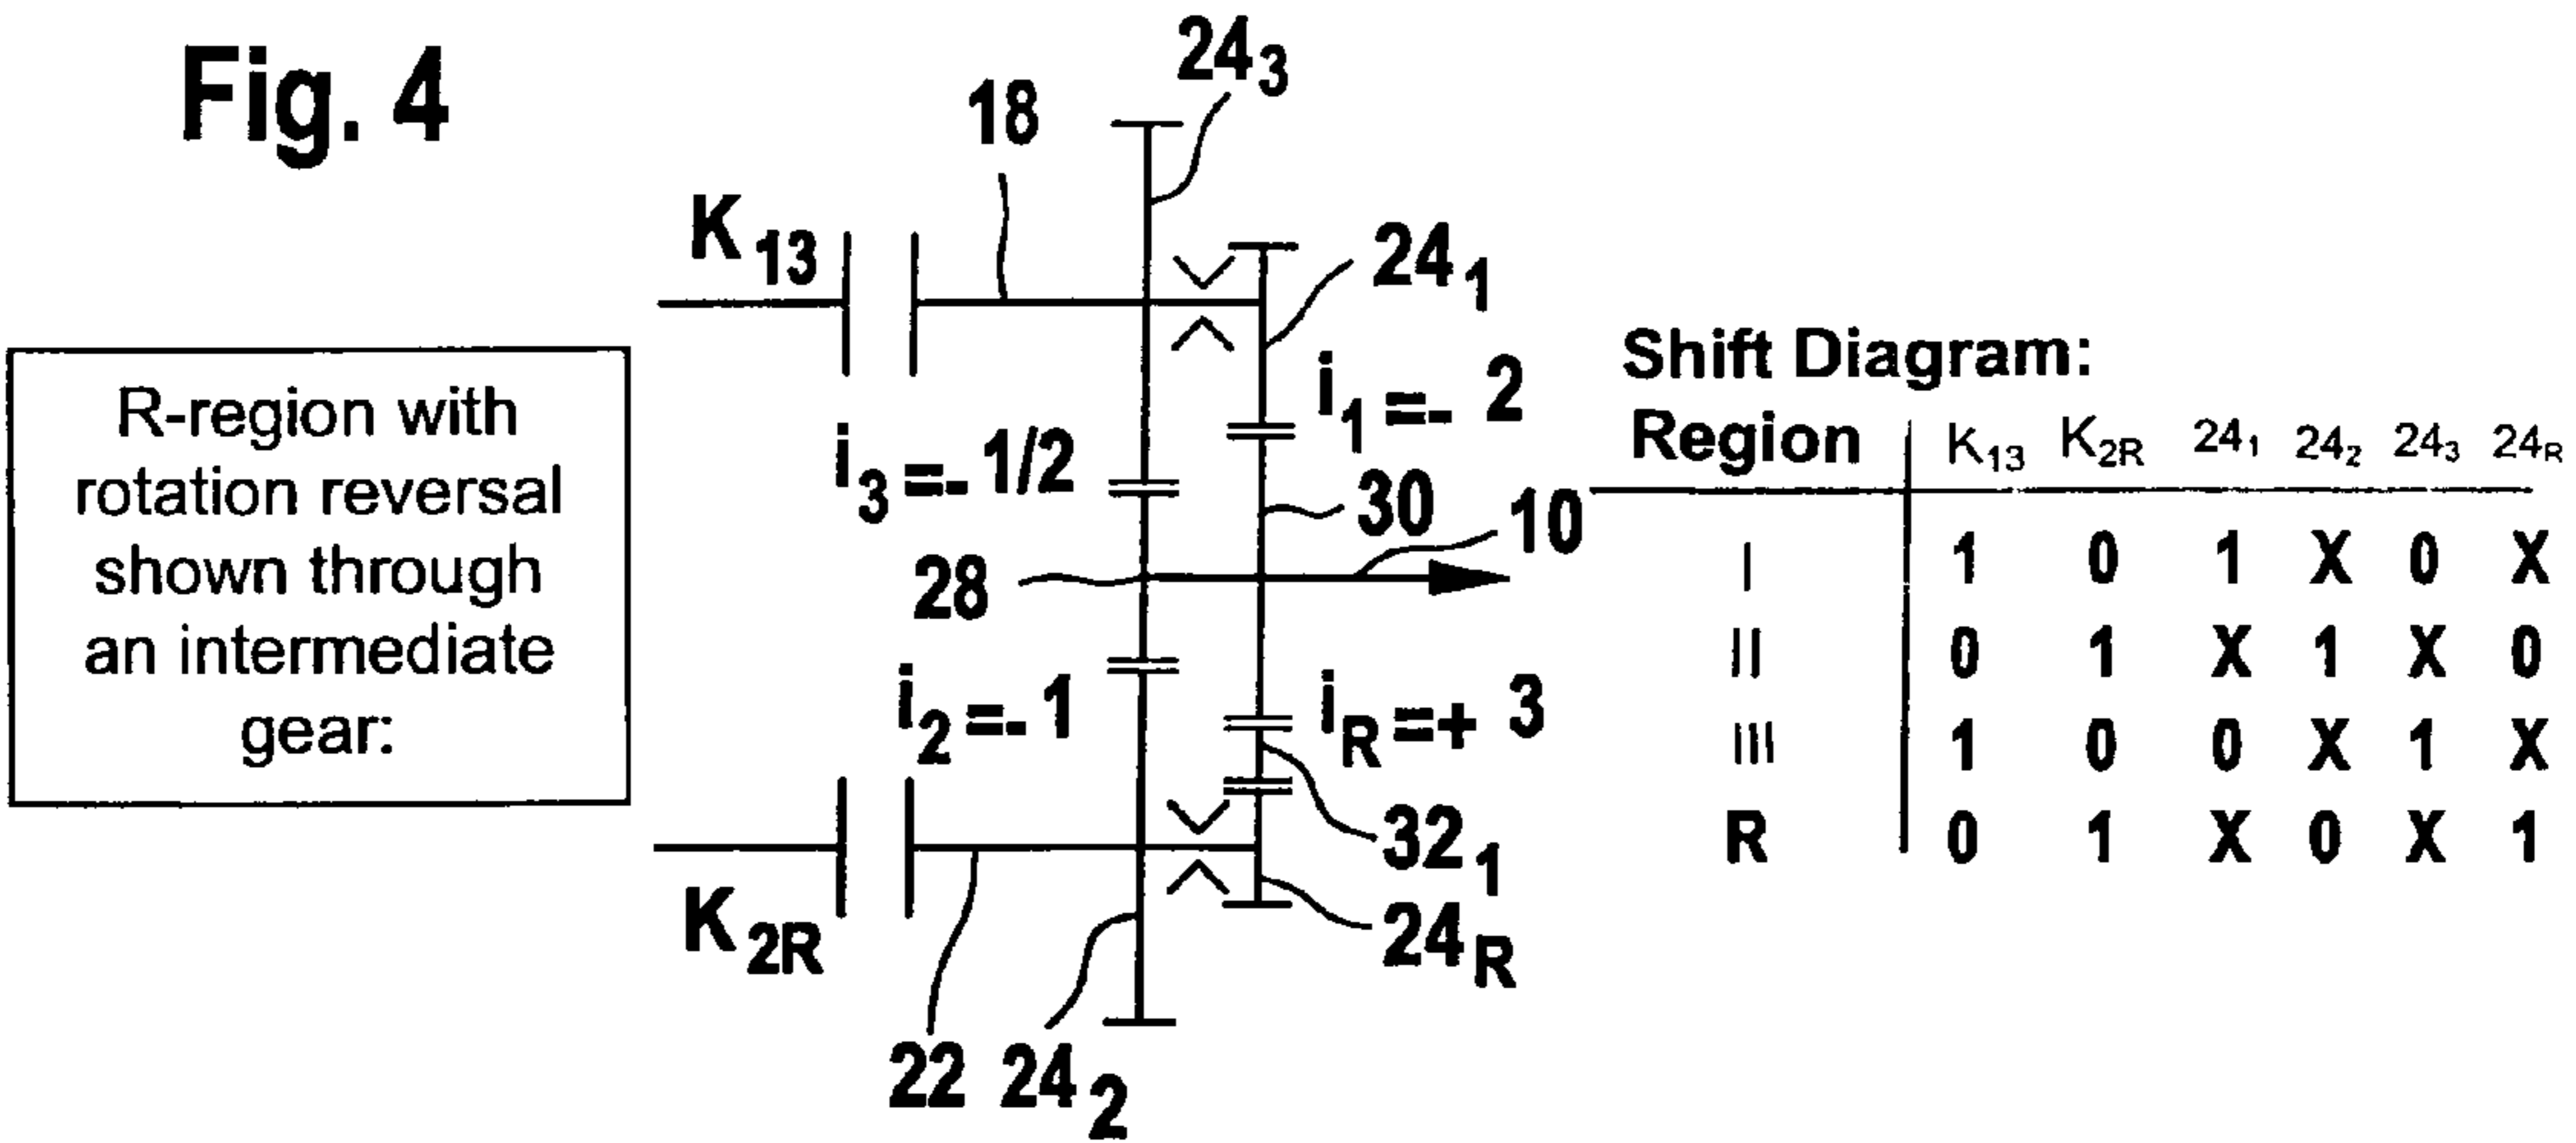 Fig. 4
24₃
18
K₁₃
24₁
i₁ =- 2
i₃ =- 1/2
30
10
28
i₂ =- 1
i_R =+ 3
32₁
24_R
K₂R
22
24₂
R-region with
rotation reversal
shown through
an intermediate
gear:
Shift Diagram:
Region K₁₃ K₂R 24₁ 24₂ 24₃ 24_R
I 1 0 1 X 0 X
II 0 1 X 1 X 0
III 1 0 0 X 1 X
R 0 1 X 0 X 1